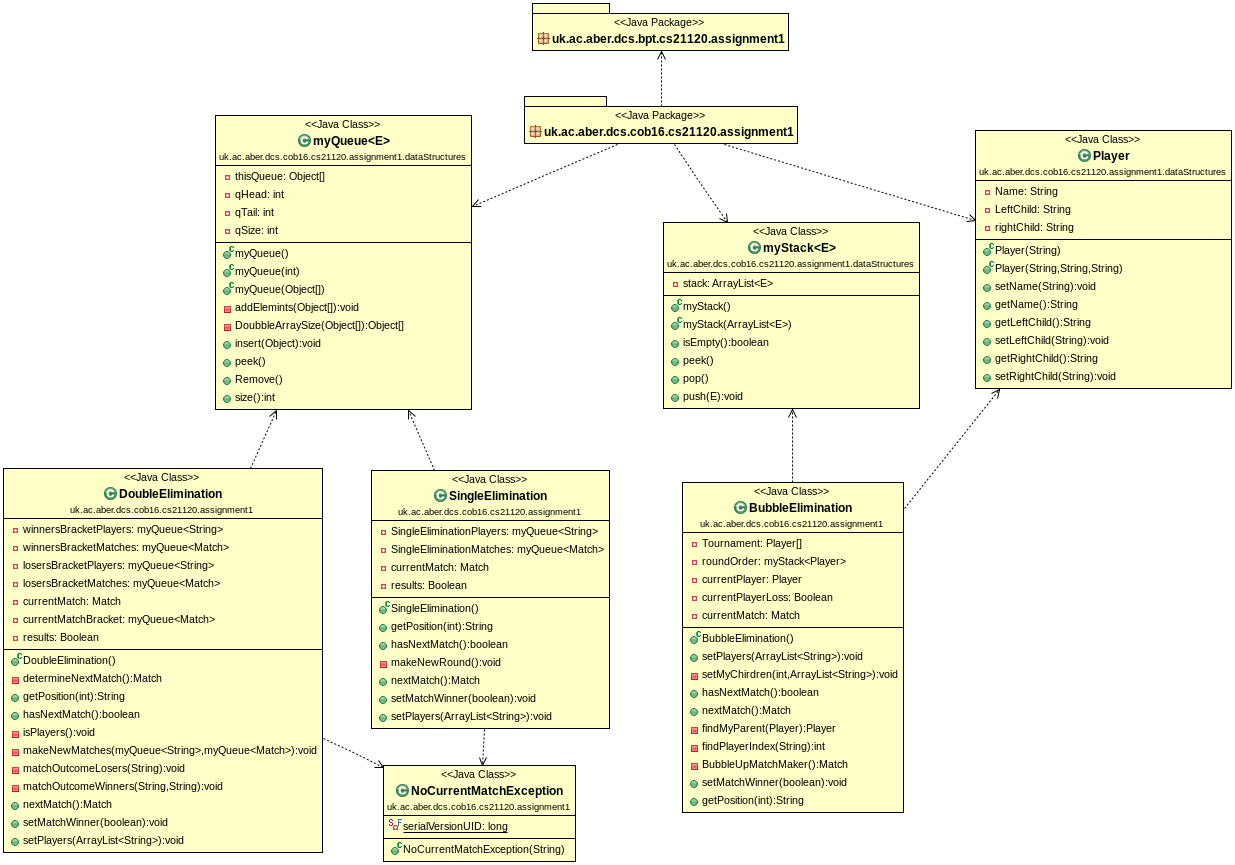 <<Java Package>>
uk.ac.aber.dcs.bpt.cs21120.assignment1
<<Java Package>>
uk.ac.aber.dcs.cob16.cs21120.assignment1
<<Java Class>>
myQueue<E>
uk.ac.aber.dcs.cob16.cs21120.assignment1.dataStructures
thisQueue: Object[]
qHead: int
qTail: int
qSize: int
myQueue()
myQueue(int)
myQueue(Object[])
addElemints(Object[]):void
DoubbleArraySize(Object[]):Object[]
insert(Object):void
peek()
Remove()
size():int
<<Java Class>>
myStack<E>
uk.ac.aber.dcs.cob16.cs21120.assignment1.dataStructures
stack: ArrayList<E>
myStack()
myStack(ArrayList<E>)
isEmpty():boolean
peek()
pop()
push(E):void
<<Java Class>>
Player
uk.ac.aber.dcs.cob16.cs21120.assignment1.dataStructures
Name: String
LeftChild: String
rightChild: String
Player(String)
Player(String,String,String)
setName(String):void
getName():String
getLeftChild():String
setLeftChild(String):void
getRightChild():String
setRightChild(String):void
<<Java Class>>
DoubleElimination
uk.ac.aber.dcs.cob16.cs21120.assignment1
winnersBracketPlayers: myQueue<String>
winnersBracketMatches: myQueue<Match>
losersBracketPlayers: myQueue<String>
losersBracketMatches: myQueue<Match>
currentMatch: Match
currentMatchBracket: myQueue<Match>
results: Boolean
DoubleElimination()
determineNextMatch():Match
getPosition(int):String
hasNextMatch():boolean
isPlayers():void
makeNewMatches(myQueue<String>,myQueue<Match>):void
matchOutcomeLosers(String):void
matchOutcomeWinners(String,String):void
nextMatch():Match
setMatchWinner(boolean):void
setPlayers(ArrayList<String>):void
<<Java Class>>
SingleElimination
uk.ac.aber.dcs.cob16.cs21120.assignment1
SingleEliminationPlayers: myQueue<String>
SingleEliminationMatches: myQueue<Match>
currentMatch: Match
results: Boolean
SingleElimination()
getPosition(int):String
hasNextMatch():boolean
makeNewRound():void
nextMatch():Match
setMatchWinner(boolean):void
setPlayers(ArrayList<String>):void
<<Java Class>>
BubbleElimination
uk.ac.aber.dcs.cob16.cs21120.assignment1
Tournament: Player[]
roundOrder: myStack<Player>
currentPlayer: Player
currentPlayerLoss: Boolean
currentMatch: Match
BubbleElimination()
setPlayers(ArrayList<String>):void
setMyChirdren(int,ArrayList<String>):void
hasNextMatch():boolean
nextMatch():Match
findMyParent(Player):Player
findPlayerIndex(String):int
BubbleUpMatchMaker():Match
setMatchWinner(boolean):void
getPosition(int):String
<<Java Class>>
NoCurrentMatchException
uk.ac.aber.dcs.cob16.cs21120.assignment1
serialVersionUID: long
NoCurrentMatchException(String)